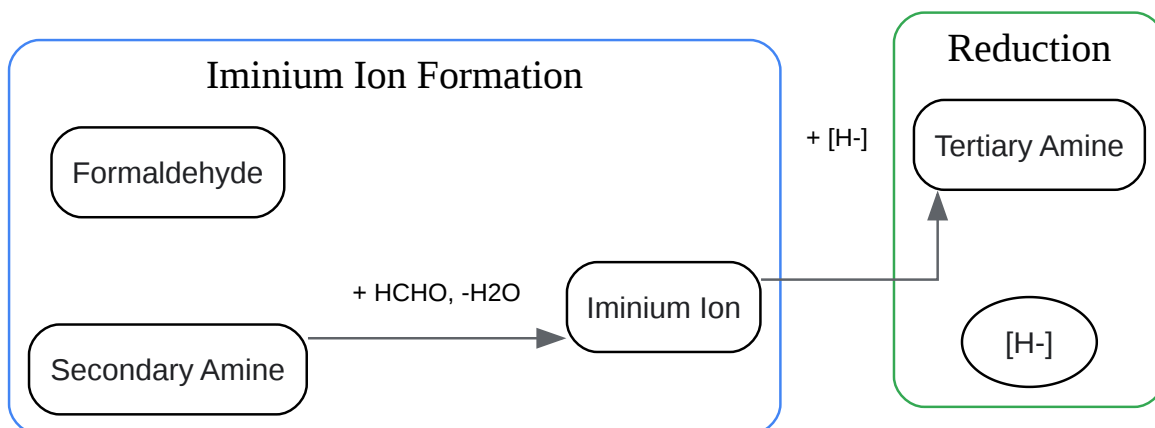 Iminium Ion Formation
Formaldehyde
+ HCHO, -H2O
Secondary Amine
Iminium Ion
+ [H-]
Reduction
Tertiary Amine
[H-]